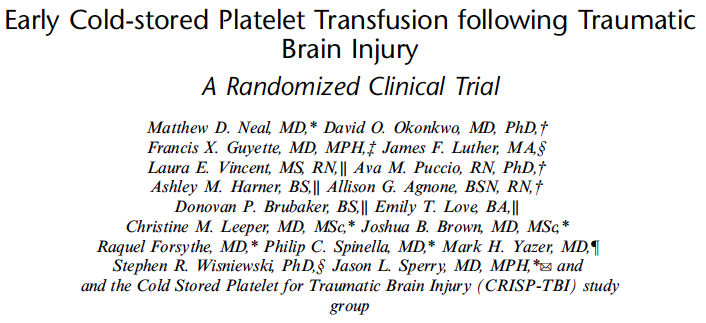 Early Cold-stored Platelet Transfusion following Traumatic
Brain Injury
A Randomized Clinical Trial
Matthew D. Neal, MD,* David O. Okonkwo, MD, PhD,†
Francis X. Guyette, MD, MPH,‡ James F. Luther, MA,§
Laura E. Vincent, MS, RN,∥ Ava M. Puccio, RN, PhD,†
Ashley M. Harner, BS,∥ Allison G. Agnone, BSN, RN,†
Donovan P. Brubaker, BS,∥ Emily T. Love, BA,∥
Christine M. Leeper, MD, MSc,* Joshua B. Brown, MD, MSc,*
Raquel Forsythe, MD,* Philip C. Spinella, MD,* Mark H. Yazer, MD,¶
Stephen R. Wisniewski, PhD,§ Jason L. Sperry, MD, MPH,*✉ and
and the Cold Stored Platelet for Traumatic Brain Injury (CRISP-TBI) study
group